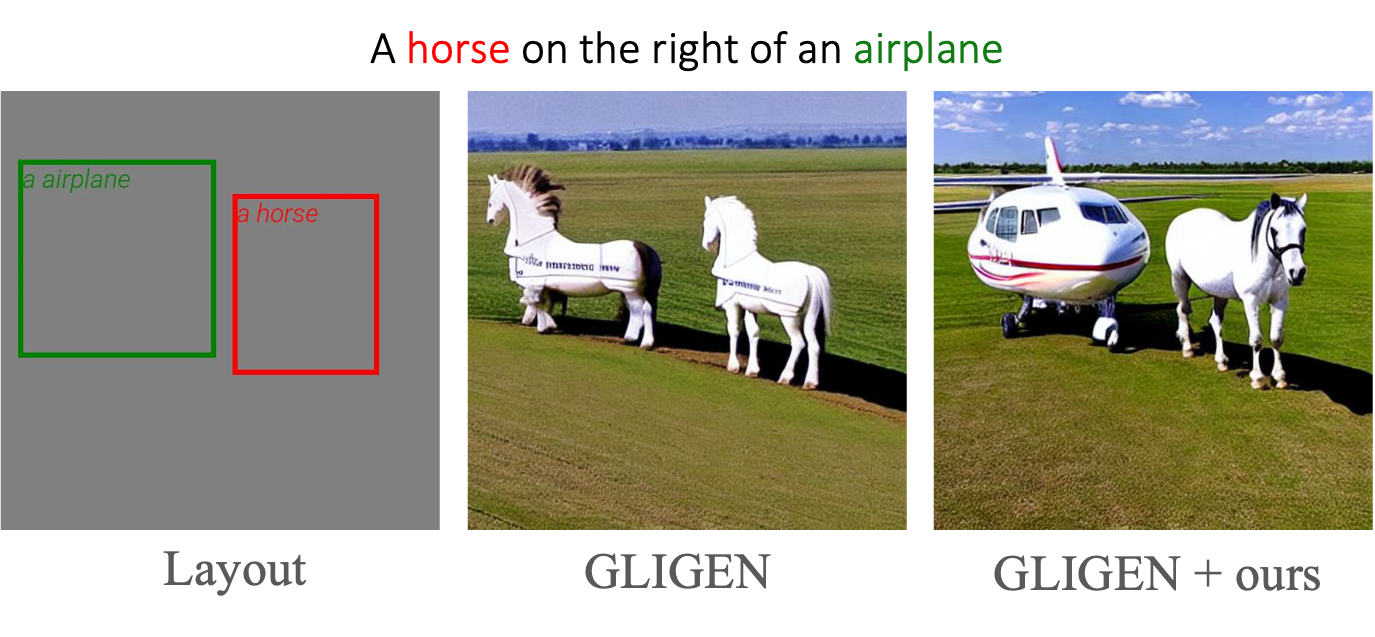 A horse on the right of an airplane
a airplane
a horse
Layout
GLIGEN
GLIGEN + ours